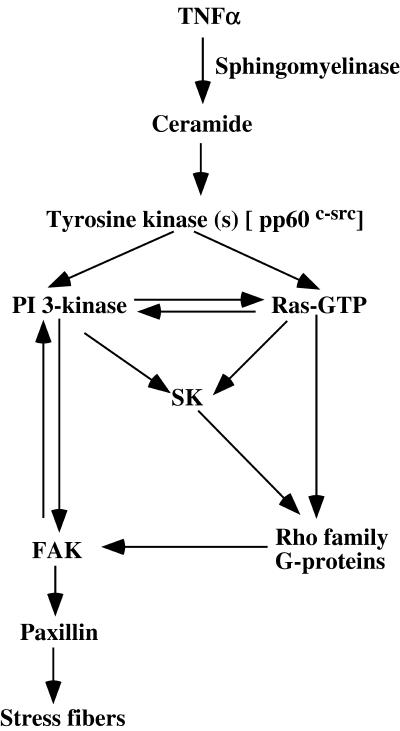 TNFα
Sphingomyelinase
Ceramide
Tyrosine kinase (s) [ pp60 c-src]
PI 3-kinase
Ras-GTP
SK
FAK
Rho family
G-proteins
Paxillin
Stress fibers